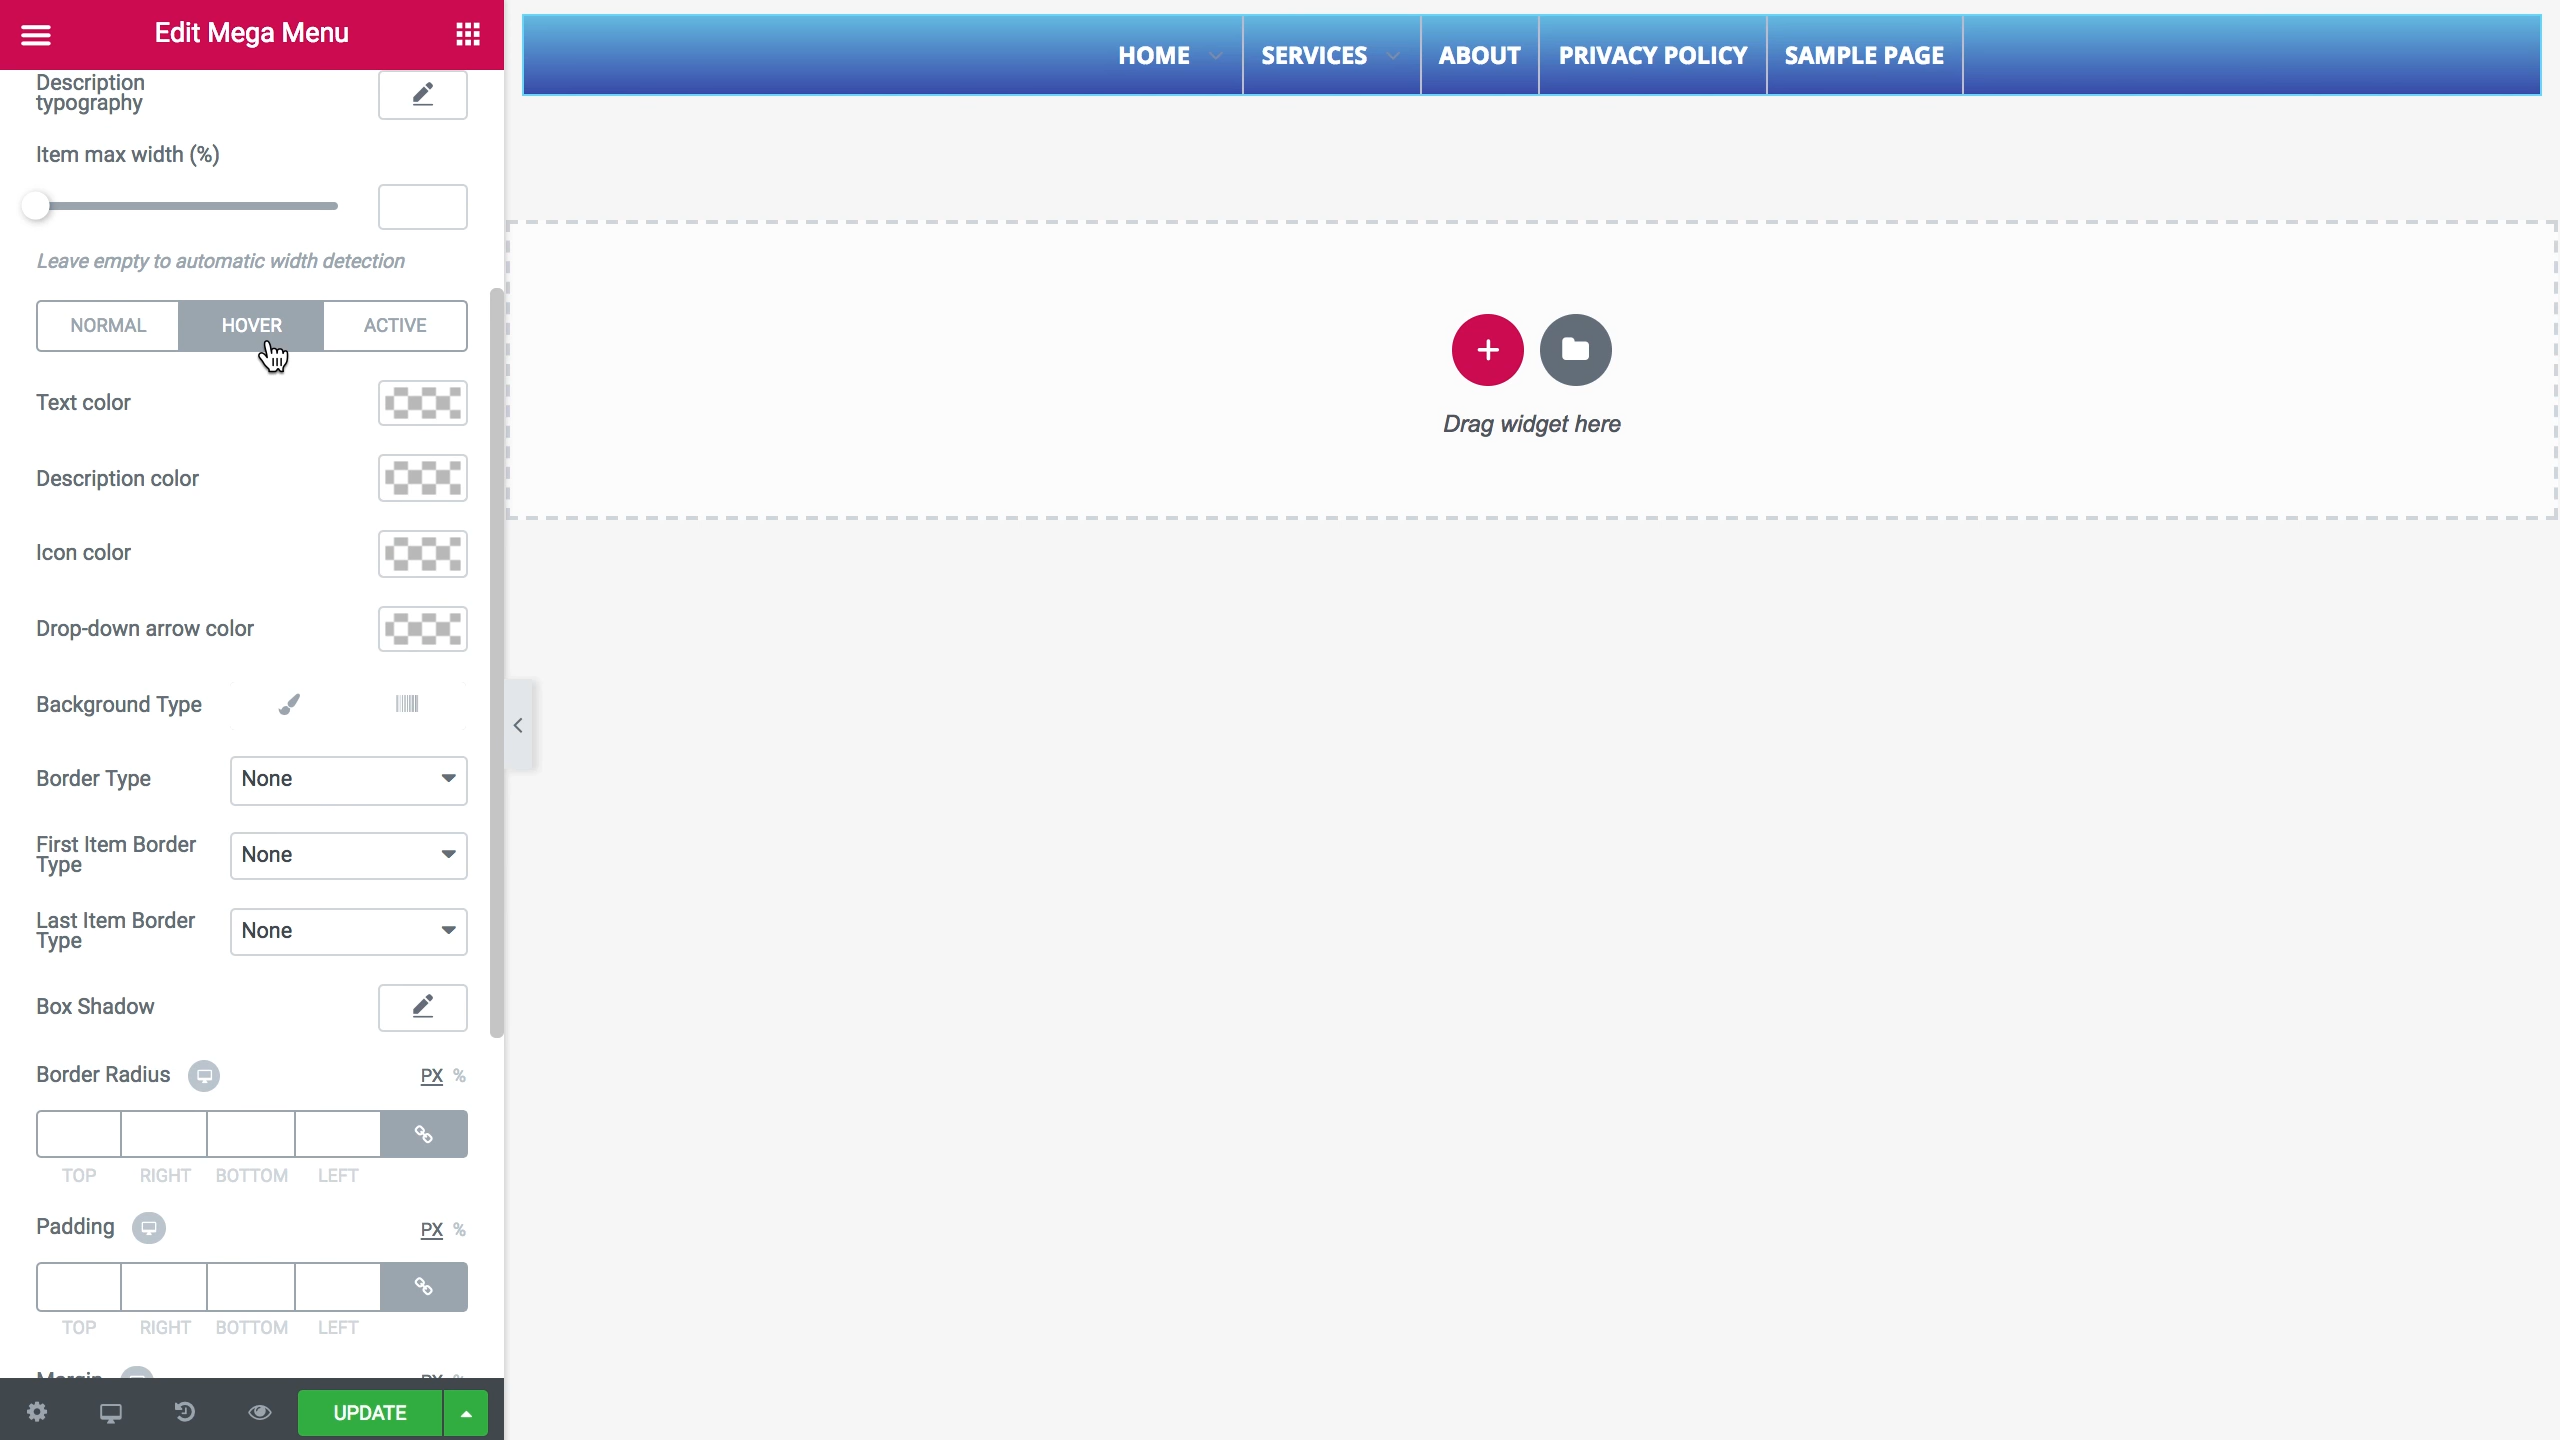 Edit Mega Menu
Description
typography
Item max width (%)
Leave empty to automatic width detection
NORMAL HOVER ACTIVE
Text color
Description color
Icon color
Drop-down arrow color
Background Type
Border Type None
First Item Border
Type
None
Last Item Border
Type
None
Box Shadow
Border Radius PX %
TOP RIGHT BOTTOM LEFT
Padding PX %
TOP RIGHT BOTTOM LEFT
Margin PX %
UPDATE
HOME SERVICES ABOUT PRIVACY POLICY SAMPLE PAGE
Drag widget here